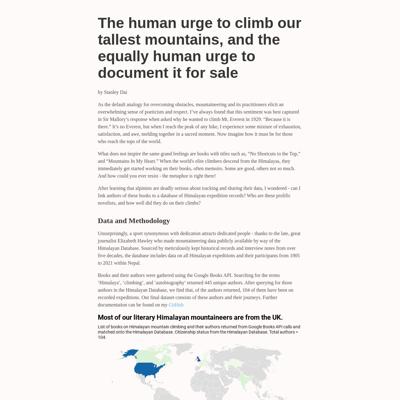 The human urge to climb our
tallest mountains, and the
equally human urge to
document it for sale
by Stanley Dai
As the default analogy for overcoming obstacles, mountaineering and its practitioners elicit an
overwhelming sense of poeticism and respect. I've always found that this sentiment was best captured
in Sir Mallory's response when asked why he wanted to climb Mt. Everest in 1929: "Because it is
there." It's no Everest, but when I reach the peak of any hike, I experience some mixture of exhaustion,
satisfaction, and awe, melding together in a sacred moment. Now imagine how it must be for those
who reach the tops of the world.
What does not inspire the same grand feelings are books with titles such as, "No Shortcuts to the Top,"
and "Mountains In My Heart." When the world's elite climbers descend from the Himalayas, they
immediately get started working on their books, often memoirs. Some are good, others not so much.
And how could you ever resist - the metaphor is right there!
After learning that alpinists are deadly serious about tracking and sharing their data, I wondered - can I
link authors of these books to a database of Himalayan expedition records? Who are these prolific
novelists, and how well did they do on their climbs?
Data and Methodology
Unsurprisingly, a sport synonymous with dedication attracts dedicated people - thanks to the late, great
journalist Elizabeth Hawley who made mountaineering data publicly available by way of the
Himalayan Database. Sourced by meticulously kept historical records and interview notes from over
five decades, the database includes data on all Himalayan expeditions and their participants from 1905
to 2021 within Nepal.
Books and their authors were gathered using the Google Books API. Searching for the terms
'Himalaya', 'climbing', and 'autobiography' returned 445 unique authors. After querying for those
authors in the Himalayan Database, we find that, of the authors returned, 104 of them have been on
recorded expeditions. Our final dataset consists of these authors and their journeys. Further
documentation can be found on my GitHub
Most of our literary Himalayan mountaineers are from the UK.
List of books on Himalayan mountain climbing and their authors returned from Google Books API calls and
matched onto the Himalayan Database. Citizenship status from the Himalayan Database. Total authors =
104.